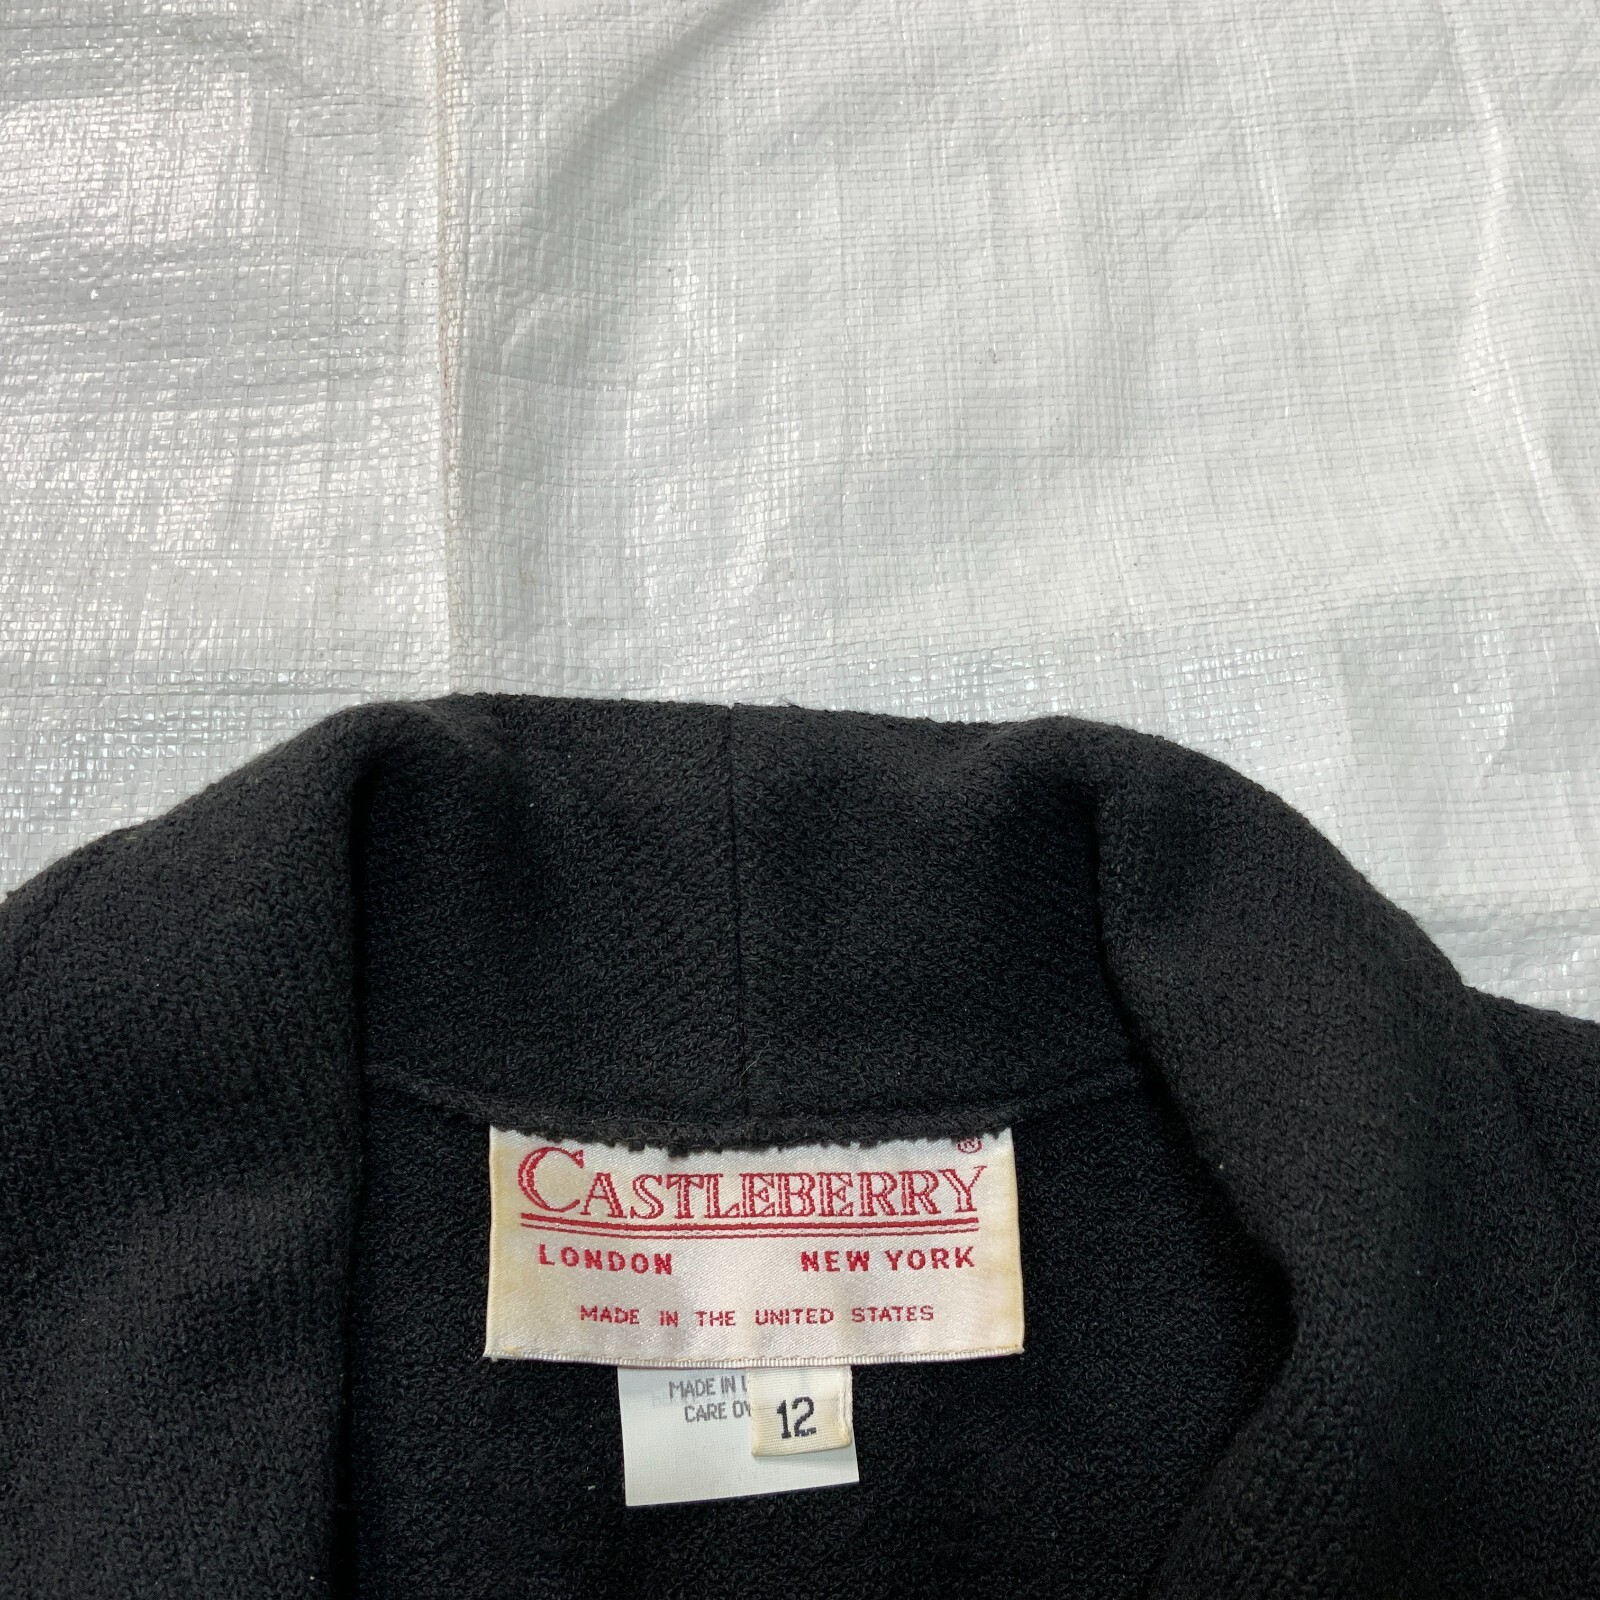 CASTLEBERRY®
LONDON NEW YORK
MADE IN THE UNITED STATES
MADE IN
CARE
12